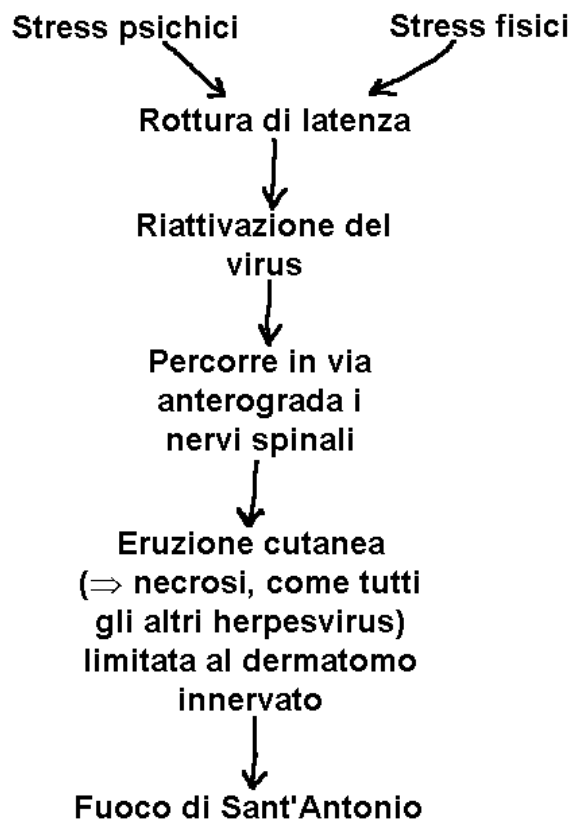 Stress psichici
Stress fisici
Rottura di latenza
Riattivazione del
virus
Percorre in via
anterograda i
nervi spinali
Eruzione cutanea
(⇒ necrosi, come tutti
gli altri herpesvirus)
limitata al dermatomo
innervato
Fuoco di Sant'Antonio